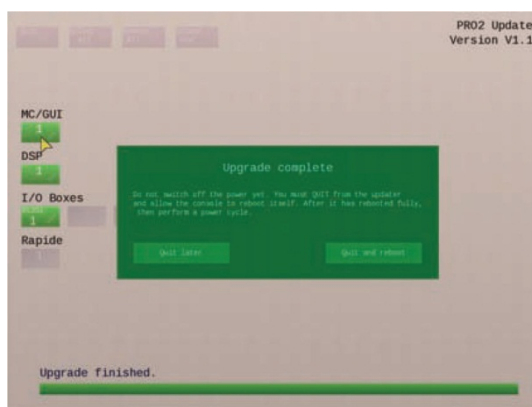 PRO2 Update
Version V1.1
MC/GUI
1
DSP
1
I/O Boxes
1
Rapide
1
Upgrade complete
Do not switch off the power yet. You must QUIT from the updater
and allow the console to reboot itself. After it has rebooted fully,
then perform a power cycle.
Quit later
Quit and reboot
Upgrade finished.